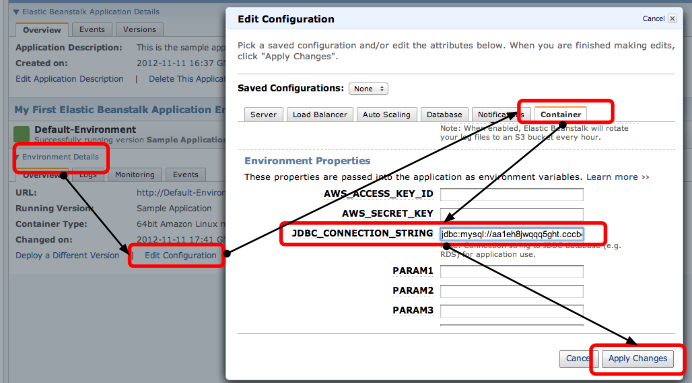 ▾ Elastic Beanstalk Application Details
Overview Events Versions
Application Description: This is the sample ap
Created on: 2012-11-11 16:37 GM
Edit Application Description | Delete This Applica
My First Elastic Beanstalk Application En
Default-Environment
Successfully running version Sample Application
▾ Environment Details
Overview Logs Monitoring Events
URL: http://Default-Environ
Running Version: Sample Application
Container Type: 64bit Amazon Linux r
Changed on: 2012-11-11 17:41 G
Deploy a Different Version | Edit Configuration
Edit Configuration
Cancel
Pick a saved configuration and/or edit the attributes below. When you are finished making edits,
click "Apply Changes".
Saved Configurations: None
Server Load Balancer Auto Scaling Database Notifications Container
Note: When enabled, Elastic Beanstalk will rotate
your log files to an S3 bucket every hour.
Environment Properties
These properties are passed into the application as environment variables. Learn more >>
AWS_ACCESS_KEY_ID
AWS_SECRET_KEY
JDBC_CONNECTION_STRING jdbc:mysql://aa1eh8jwqqq5ght.cccb
connection string to JDBC database (e.g.
RDS) for application use.
PARAM1
PARAM2
PARAM3
Cancel Apply Changes